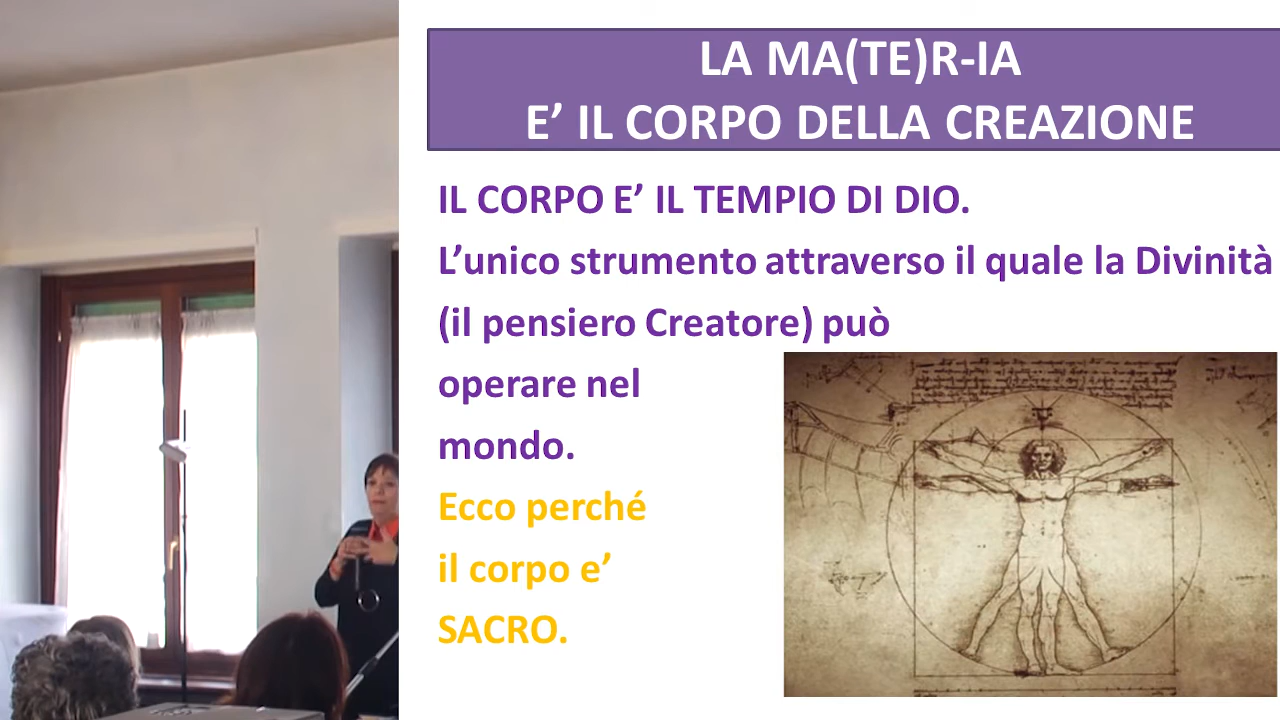 LA MA(TE)R-IA
E’ IL CORPO DELLA CREAZIONE
IL CORPO E’ IL TEMPIO DI DIO.
L’unico strumento attraverso il quale la Divinità
(il pensiero Creatore) può
operare nel
mondo.
Ecco perché
il corpo e’
SACRO.